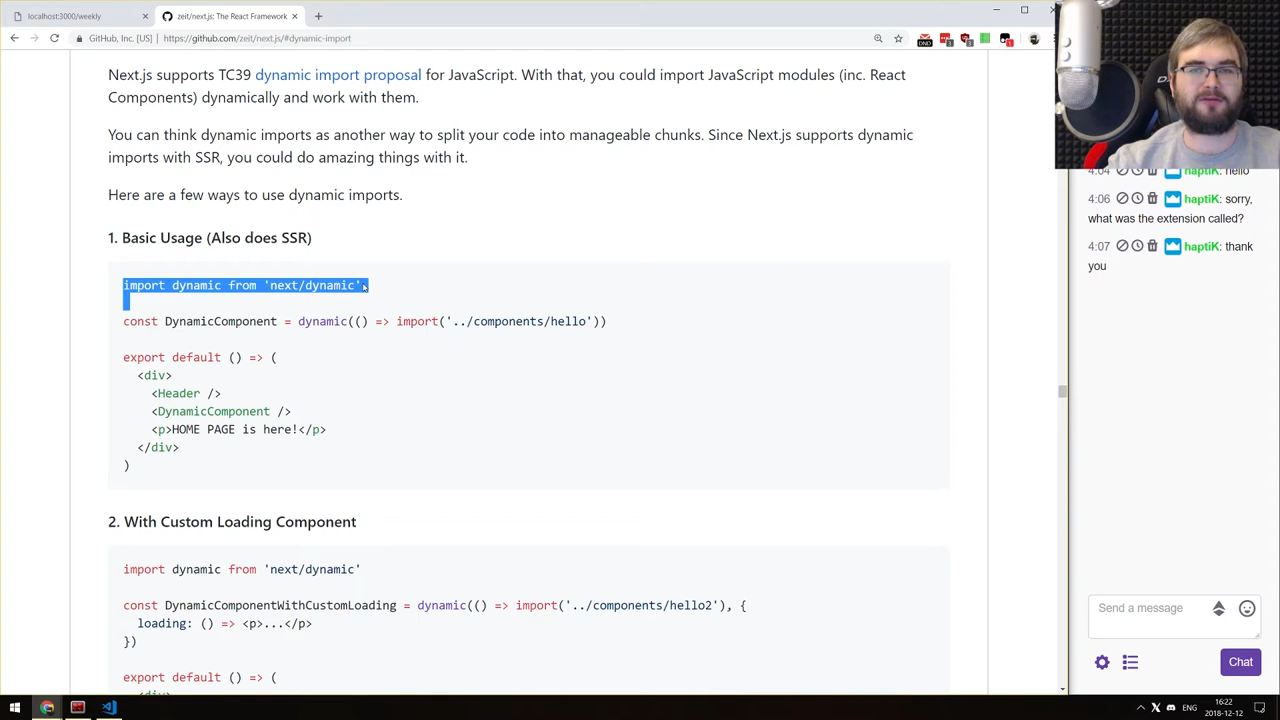 localhost:3000/weekly
zeit/next.js: The React Framework
GitHub, Inc. [US] | https://github.com/zeit/next.js/#dynamic-import
Next.js supports TC39 dynamic import proposal for JavaScript. With that, you could import JavaScript modules (inc. React
Components) dynamically and work with them.
You can think dynamic imports as another way to split your code into manageable chunks. Since Next.js supports dynamic
imports with SSR, you could do amazing things with it.
Here are a few ways to use dynamic imports.
1. Basic Usage (Also does SSR)
import dynamic from 'next/dynamic'
const DynamicComponent = dynamic(() => import('../components/hello'))
export default () => (
<div>
<Header />
<DynamicComponent />
<p>HOME PAGE is here!</p>
</div>
)
2. With Custom Loading Component
import dynamic from 'next/dynamic'
const DynamicComponentWithCustomLoading = dynamic(() => import('../components/hello2'), {
loading: () => <p>...</p>
})
export default () => (
<div>
4:04 haptiK: hello
4:06 haptiK: sorry,
what was the extension called?
4:07 haptiK: thank
you
Send a message
Chat
ENG
16:22
2018-12-12